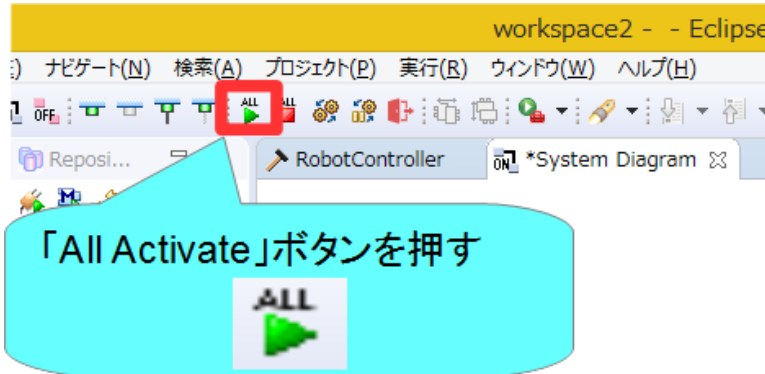 workspace2 - - Eclipse
) ナビゲート(N) 検索(A) プロジェクト(P) 実行(R) ウィンドウ(W) ヘルプ(H)
OFF ALL ALL
Reposi... RobotController ON *System Diagram
「All Activate」ボタンを押す
ALL